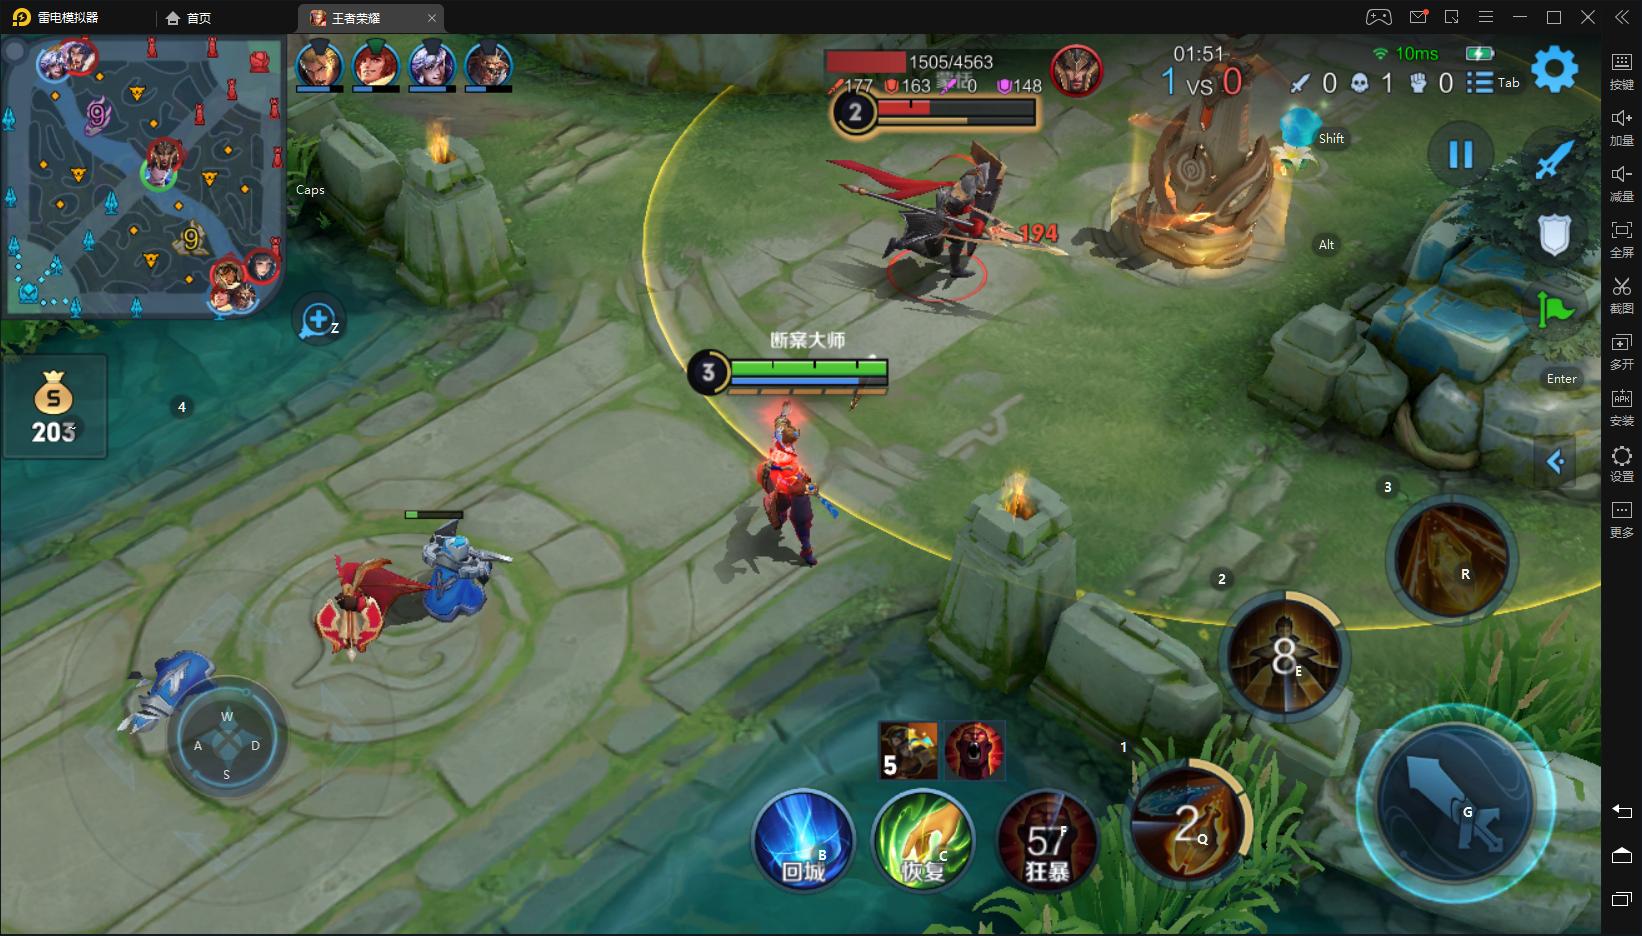 雷电模拟器
首页
王者荣耀
1505/4563
177 163 0 148
2
01:51
1 VS 0
10ms
0 1 0
Tab
Shift
Caps
Alt
Z
9
9
Enter
断案大师
3
194
203
4
3
R
2
8
E
1
5
W
A D
S
2
Q
G
B
回城
C
恢复
57
F
狂暴
按键
加量
减量
全屏
截图
多开
APK
安装
设置
更多